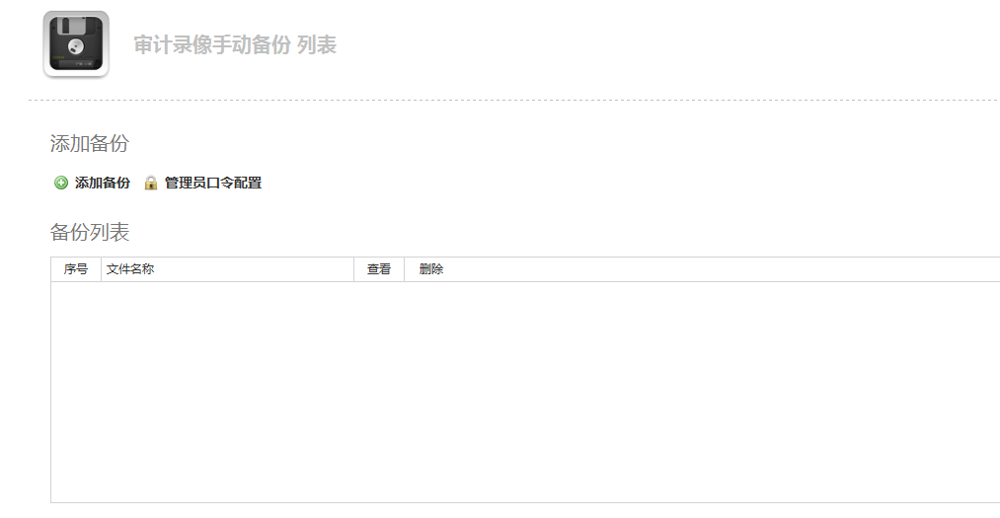 审计录像手动备份 列表
添加备份
添加备份 管理员口令配置
备份列表
序号 文件名称 查看 删除